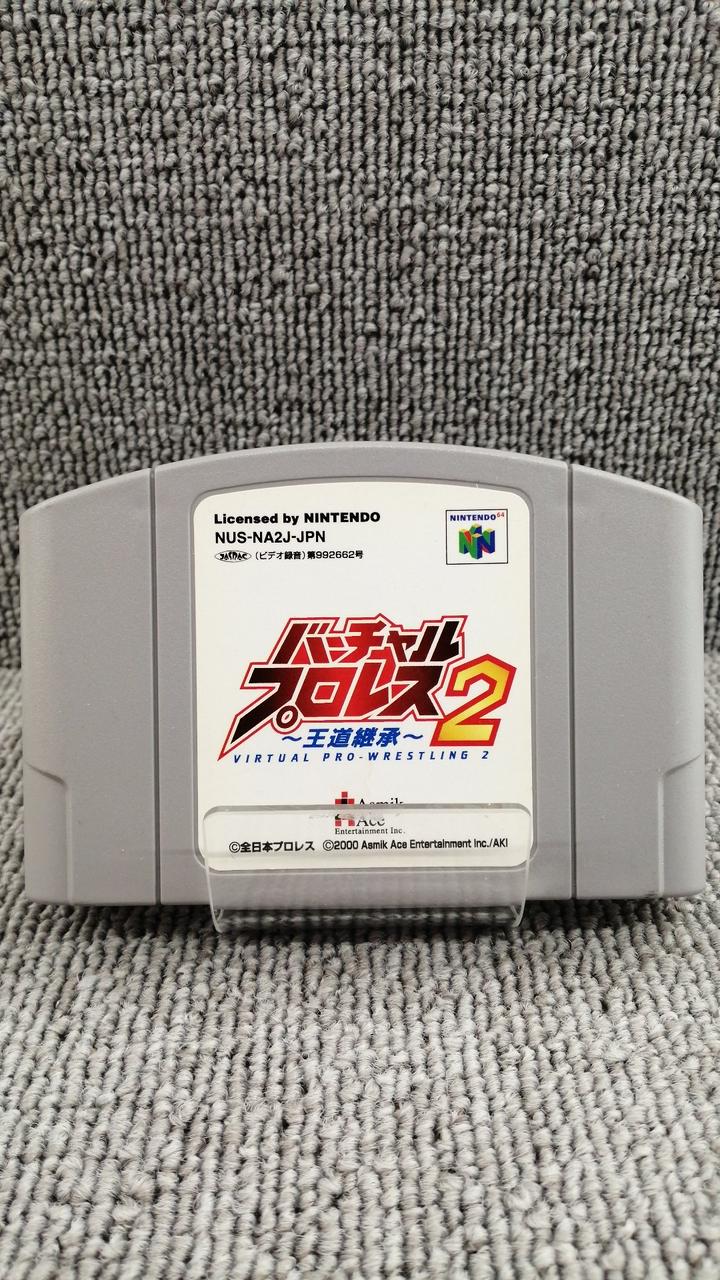 Licensed by NINTENDO
NUS-NA2J-JPN
JASRAC (ビデオ録音)第992662号
NINTENDO64
バーチャル
プロレス2
～王道継承～
VIRTUAL PRO-WRESTLING 2
Asmik
Ace
Entertainment Inc.
©全日本プロレス ©2000 Asmik Ace Entertainment Inc./AKI